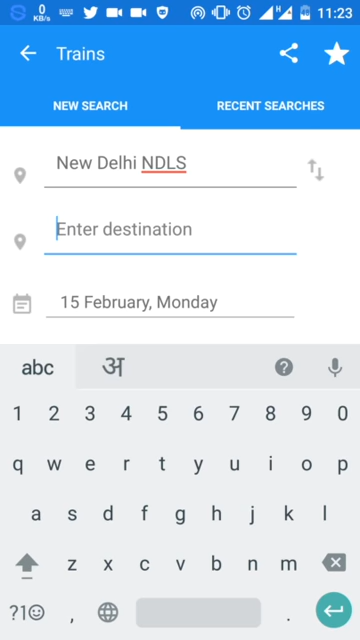 0
KB/s
H
11:23
Trains
NEW SEARCH
RECENT SEARCHES
New Delhi NDLS
Enter destination
15 February, Monday
abc
अ
?
1 2 3 4 5 6 7 8 9 0
q w e r t y u i o p
a s d f g h j k l
z x c v b n m
?1☺ , .